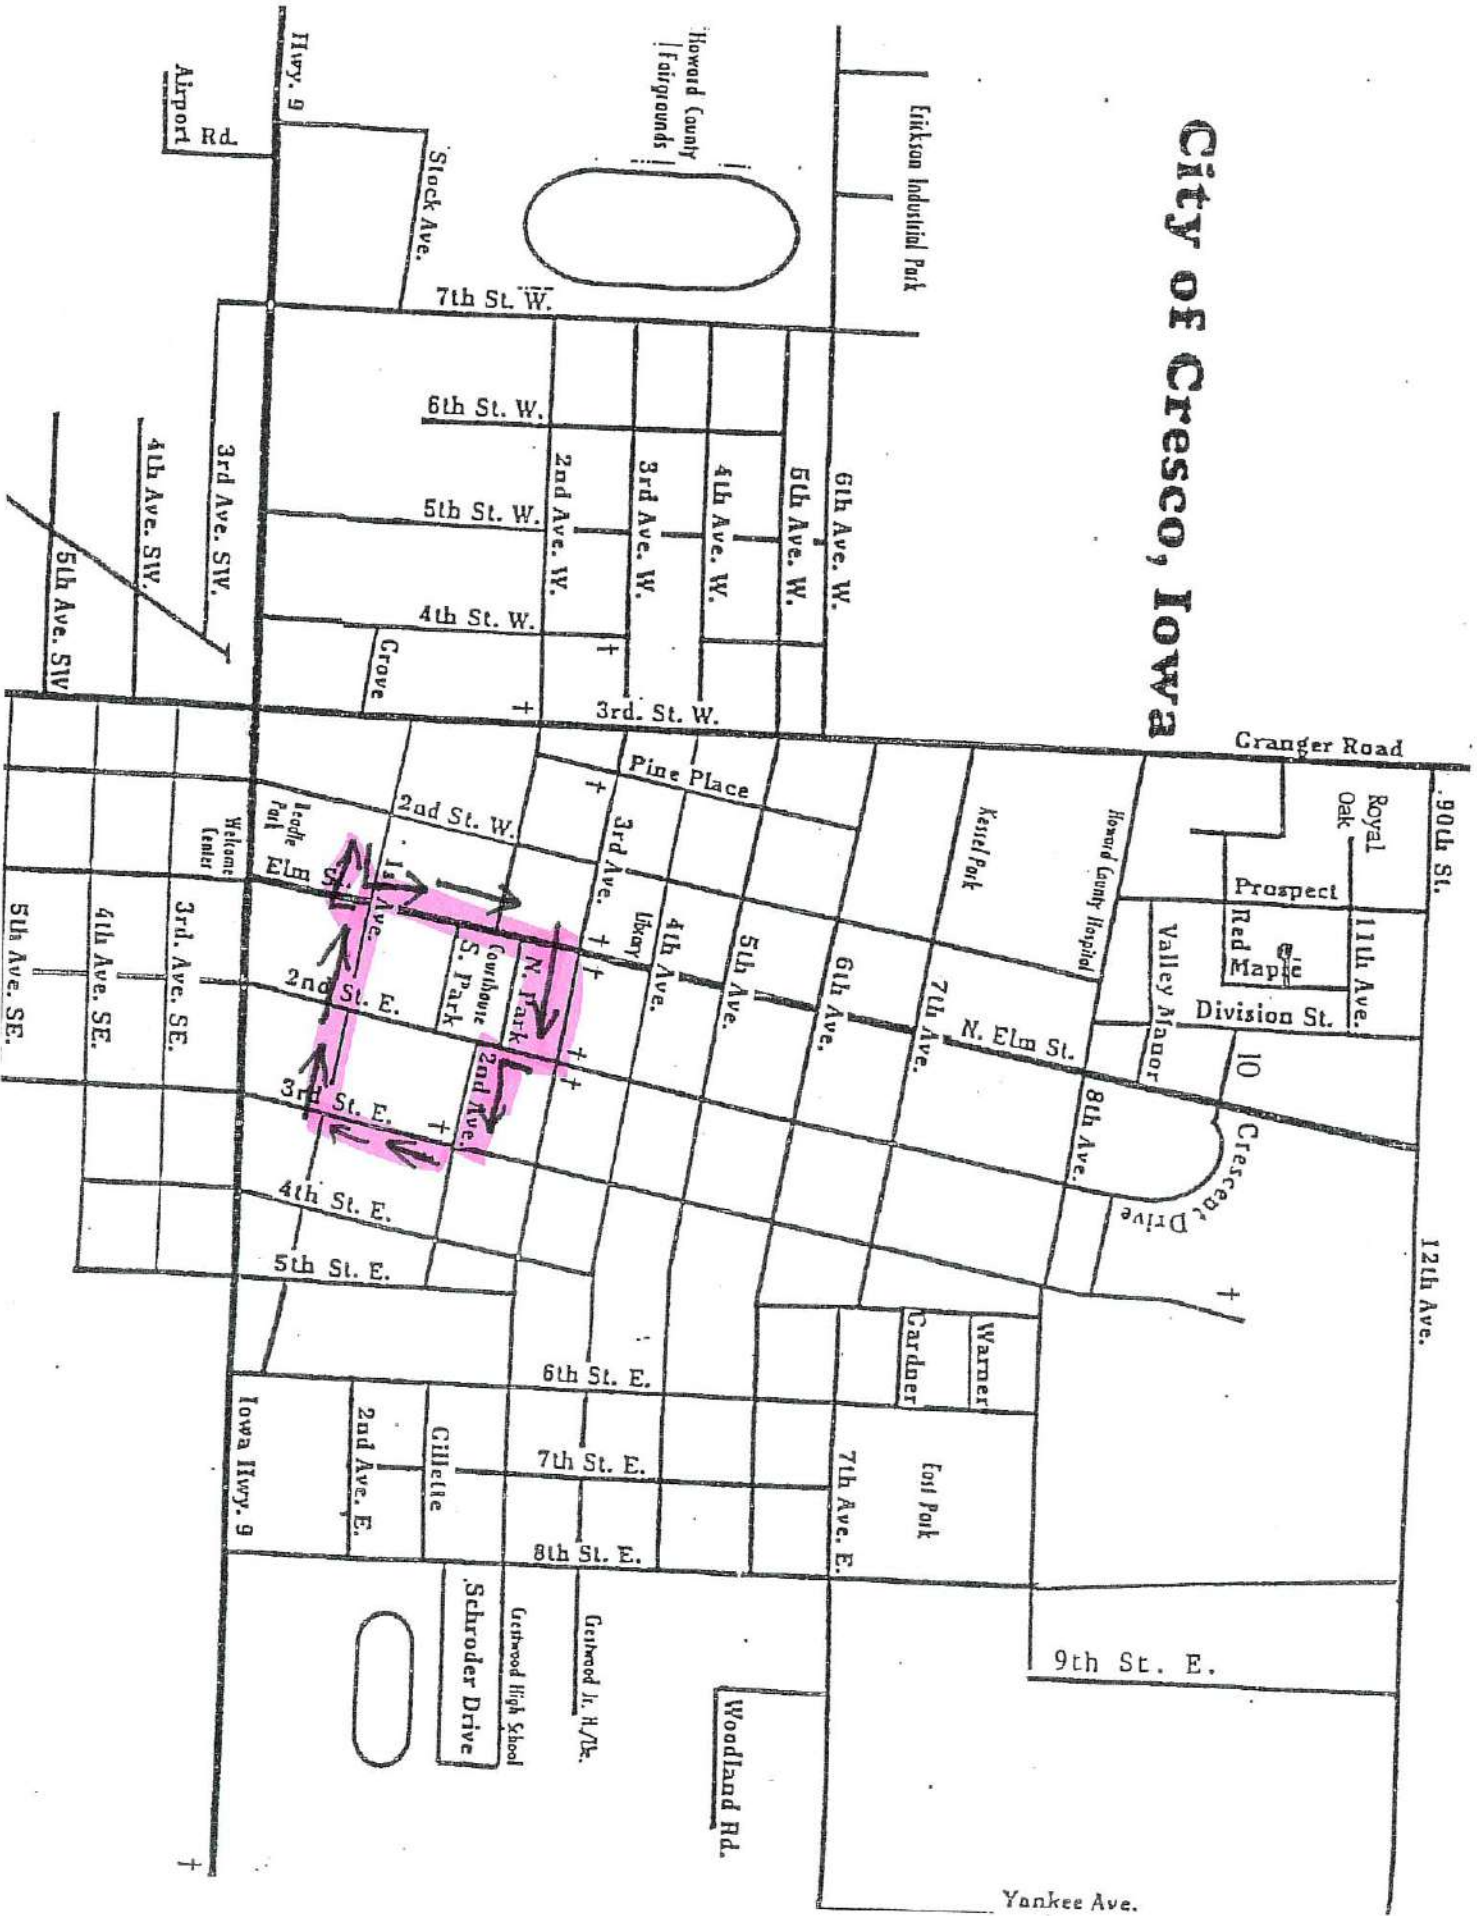 City of Cresco, Iowa
Hwy. 9
Airport Rd.
Stock Ave.
Howard County
Fairgrounds
Erickson Industrial Park
7th St. W.
6th St. W.
5th St. W.
4th St. W.
2nd Ave. W.
3rd Ave. W.
4th Ave. W.
5th Ave. W.
6th Ave. W.
3rd Ave. SW.
4th Ave. SW.
5th Ave. SW
Grove
3rd. St. W.
Granger Road
90th St.
Royal
Oak
Prospect
11th Ave.
Red
Maple
Division St.
Valley Manor
Howard County Hospital
Kessel Park
Pine Place
2nd St. W.
3rd Ave.
Library
4th Ave.
5th Ave.
6th Ave.
7th Ave.
N. Elm St.
8th Ave.
10
Crescent Drive
12th Ave.
Beadle
Park
Welcome
Center
Elm St.
Ave.
2nd St. E.
S. Park
Courthouse
N. Park
2nd Ave.
3rd St. E.
4th St. E.
5th St. E.
3rd. Ave. SE.
4th Ave. SE.
5th Ave. SE.
6th St. E.
7th St. E.
8th St. E.
9th St. E.
Warner
Gardner
East Park
7th Ave. E.
Iowa Hwy. 9
2nd Ave. E.
Gillette
Schroder Drive
Crestwood High School
Woodland Rd.
Yankee Ave.